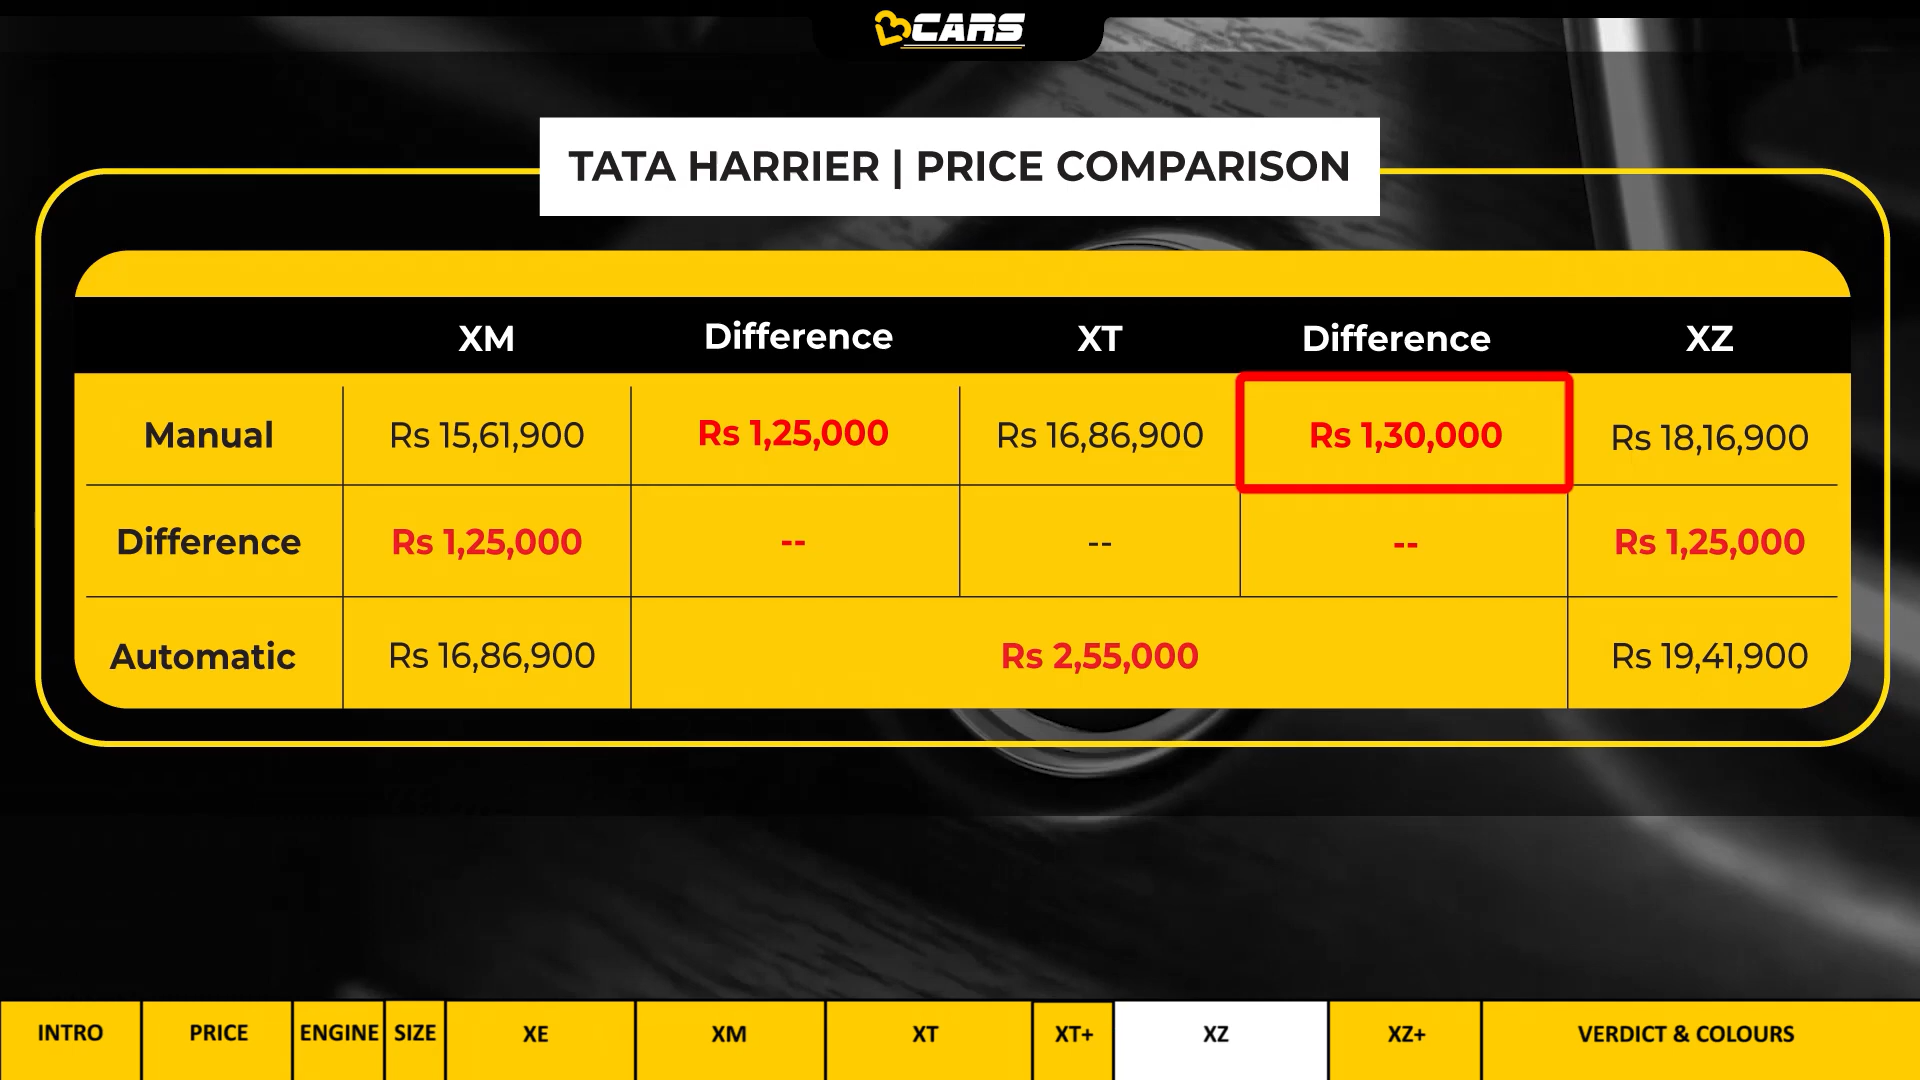 CARS
TATA HARRIER | PRICE COMPARISON
XM Difference XT Difference XZ
Manual Rs 15,61,900 Rs 1,25,000 Rs 16,86,900 Rs 1,30,000 Rs 18,16,900
Difference Rs 1,25,000 -- -- -- Rs 1,25,000
Automatic Rs 16,86,900 Rs 2,55,000 Rs 19,41,900
INTRO PRICE ENGINE SIZE XE XM XT XT+ XZ XZ+ VERDICT & COLOURS